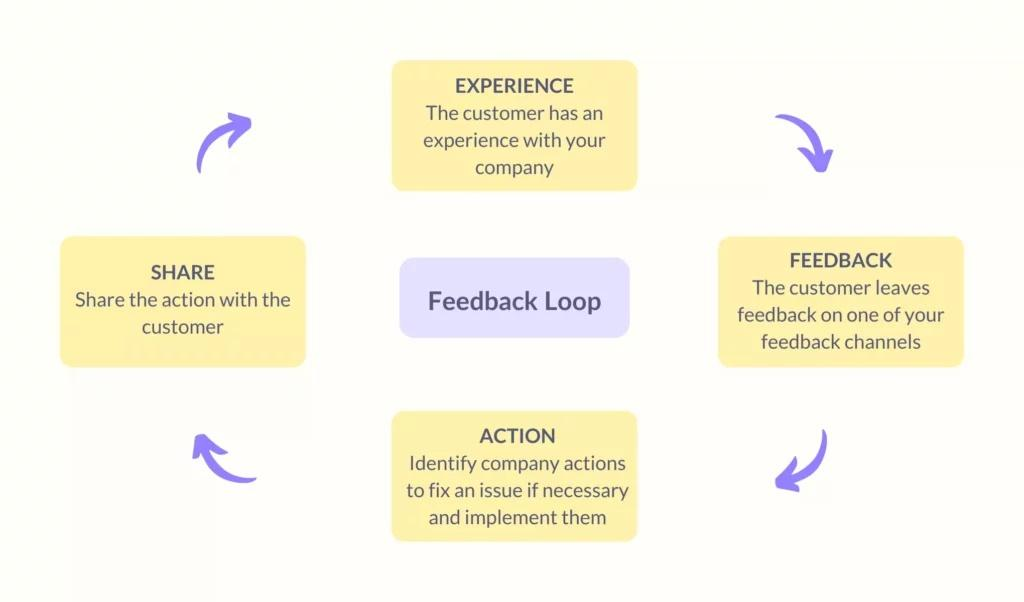 EXPERIENCE
The customer has an
experience with your
company
SHARE
Share the action with the
customer
Feedback Loop
FEEDBACK
The customer leaves
feedback on one of your
feedback channels
ACTION
Identify company actions
to fix an issue if necessary
and implement them